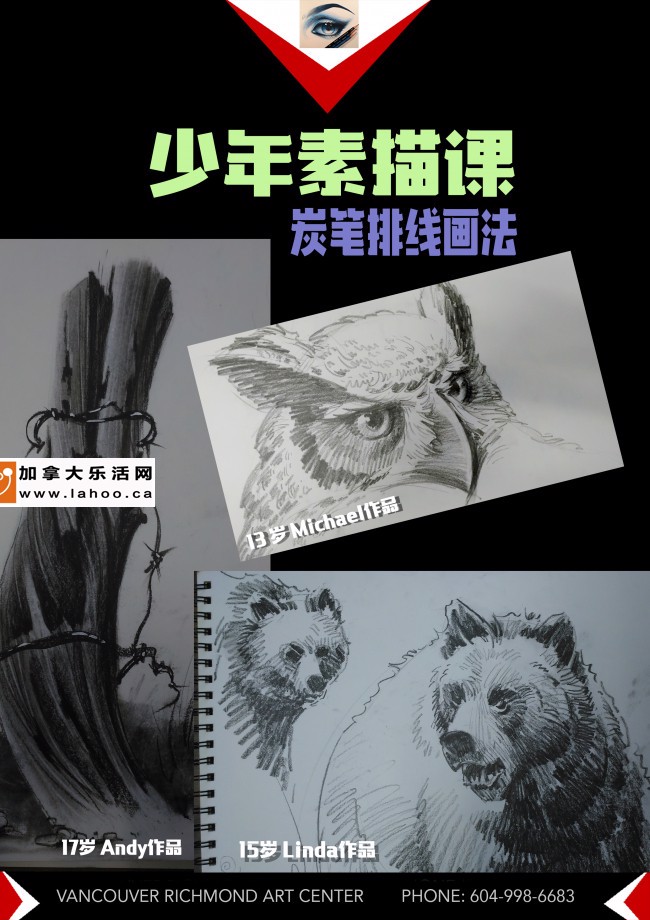 少年素描课
炭笔排线画法
加拿大乐活网
www.lahoo.ca
13岁 Michael作品
17岁 Andy作品
15岁 Linda作品
VANCOUVER RICHMOND ART CENTER PHONE: 604-998-6683